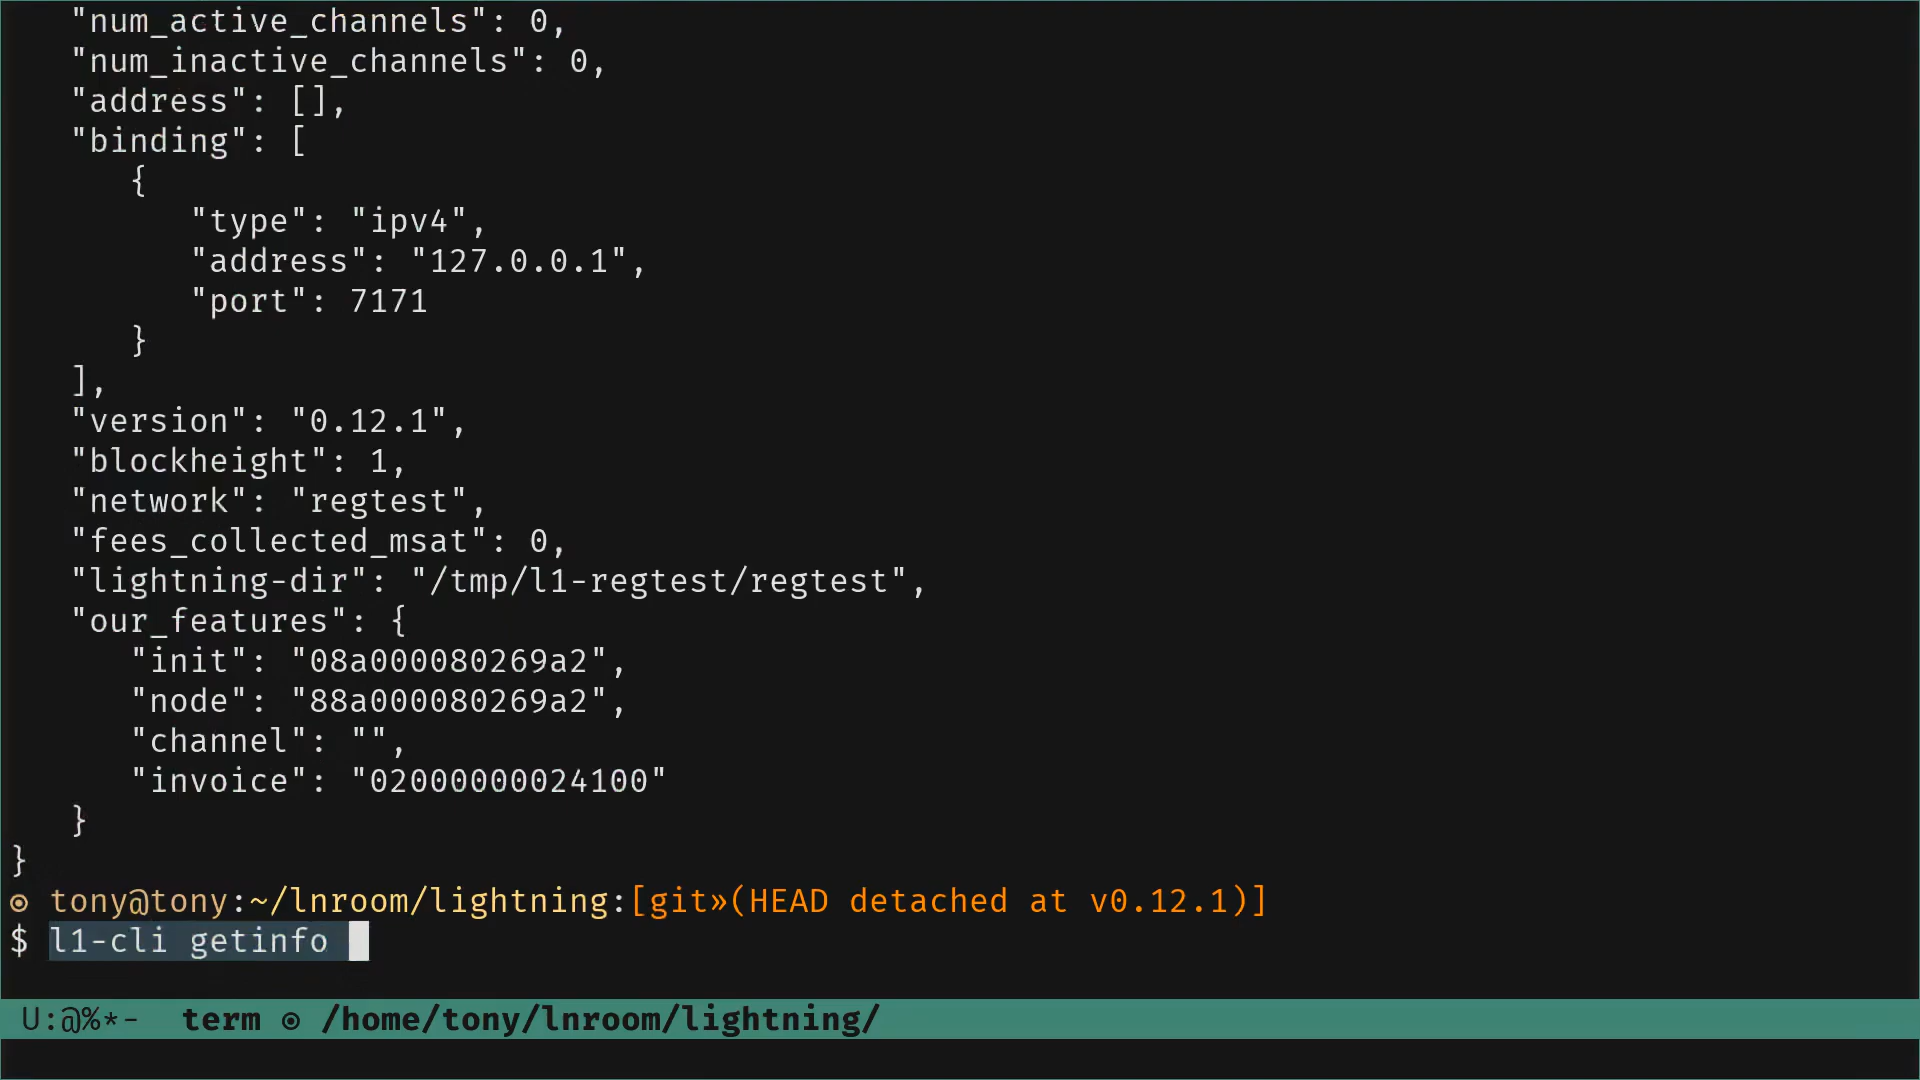 "num_active_channels": 0,
"num_inactive_channels": 0,
"address": [],
"binding": [
{
"type": "ipv4",
"address": "127.0.0.1",
"port": 7171
}
],
"version": "0.12.1",
"blockheight": 1,
"network": "regtest",
"fees_collected_msat": 0,
"lightning-dir": "/tmp/l1-regtest/regtest",
"our_features": {
"init": "08a000080269a2",
"node": "88a000080269a2",
"channel": "",
"invoice": "02000000024100"
}
}
⊙ tony@tony:~/lnroom/lightning:[git»(HEAD detached at v0.12.1)]
$ l1-cli getinfo
U:@%*- term ⊙ /home/tony/lnroom/lightning/